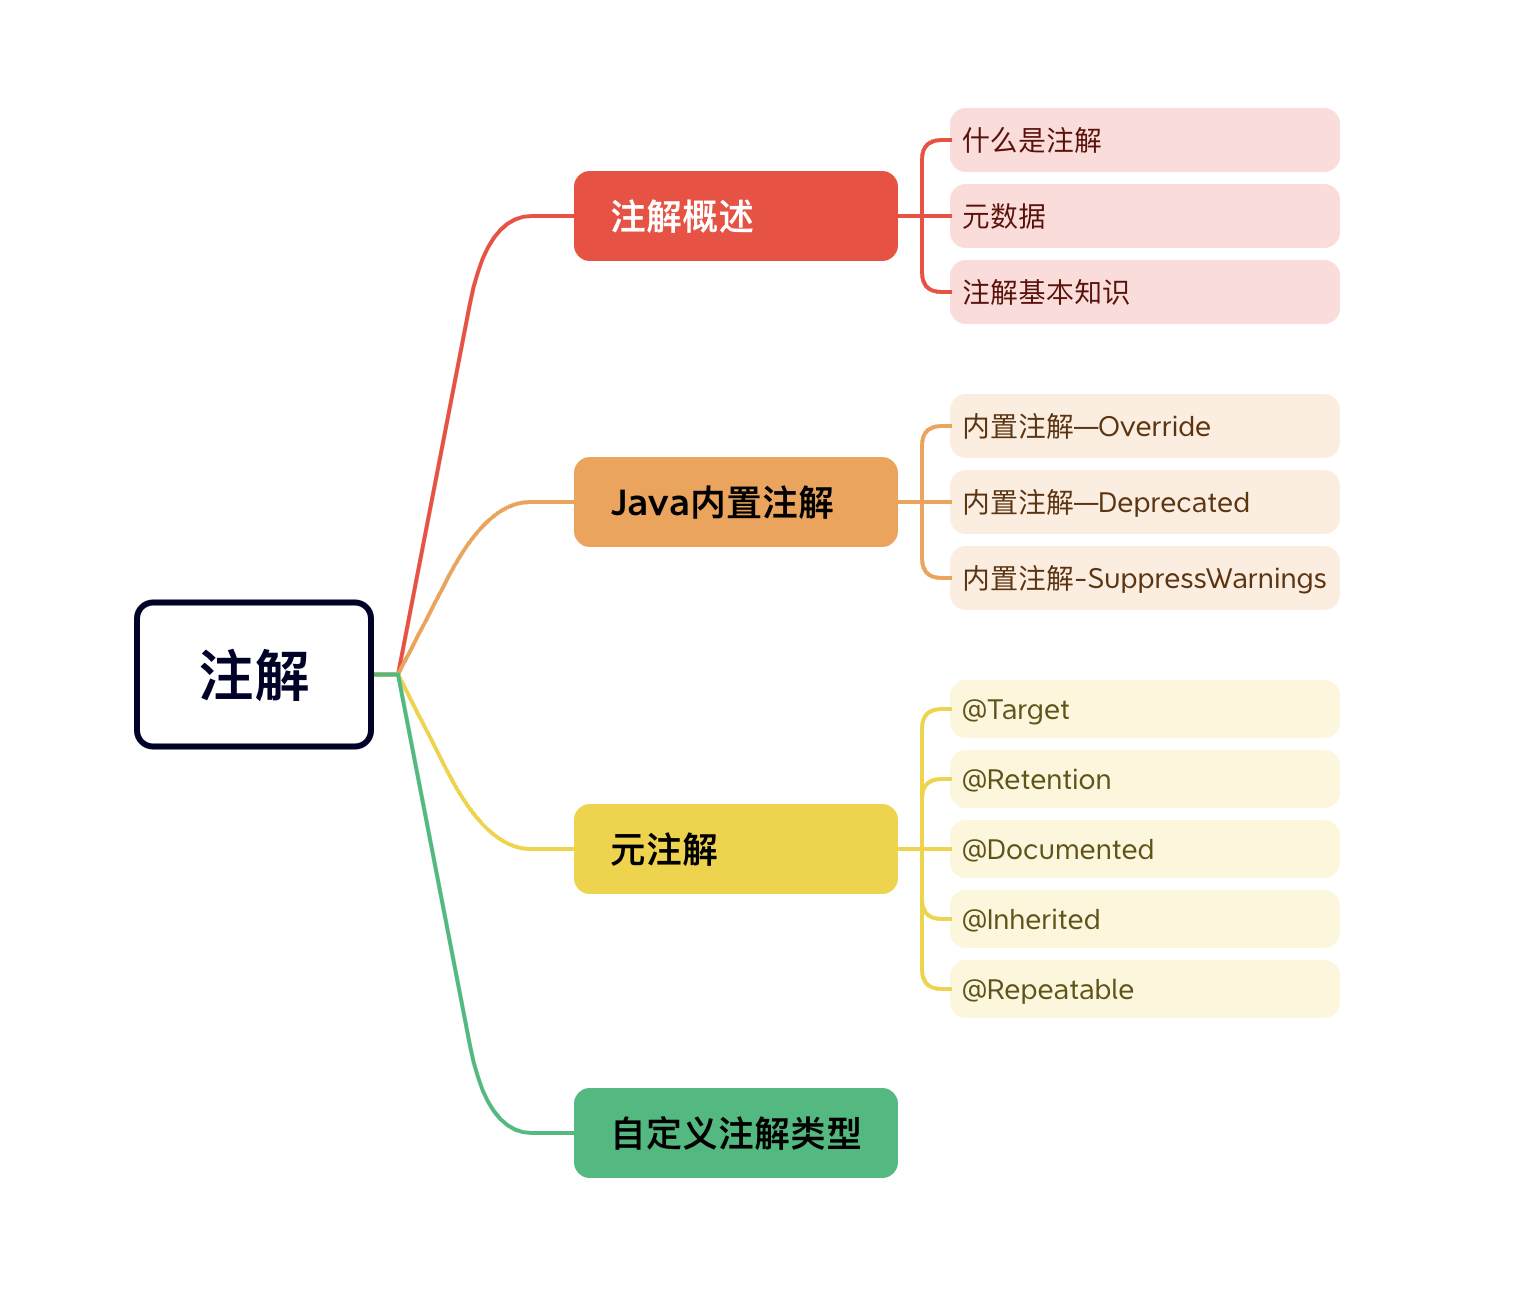 注解
注解概述
什么是注解
元数据
注解基本知识
Java内置注解
内置注解—Override
内置注解—Deprecated
内置注解-SuppressWarnings
元注解
@Target
@Retention
@Documented
@Inherited
@Repeatable
自定义注解类型